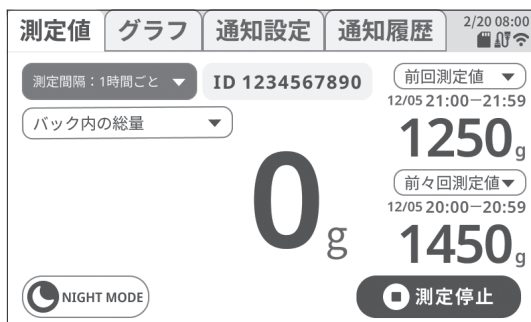 測定値 グラフ 通知設定 通知履歴 2/20 08:00
測定間隔：1時間ごと ID 1234567890
バック内の総量
0g
前回測定値
12/05 21:00－21:59
1250g
前々回測定値
12/05 20:00－20:59
1450g
NIGHT MODE
測定停止